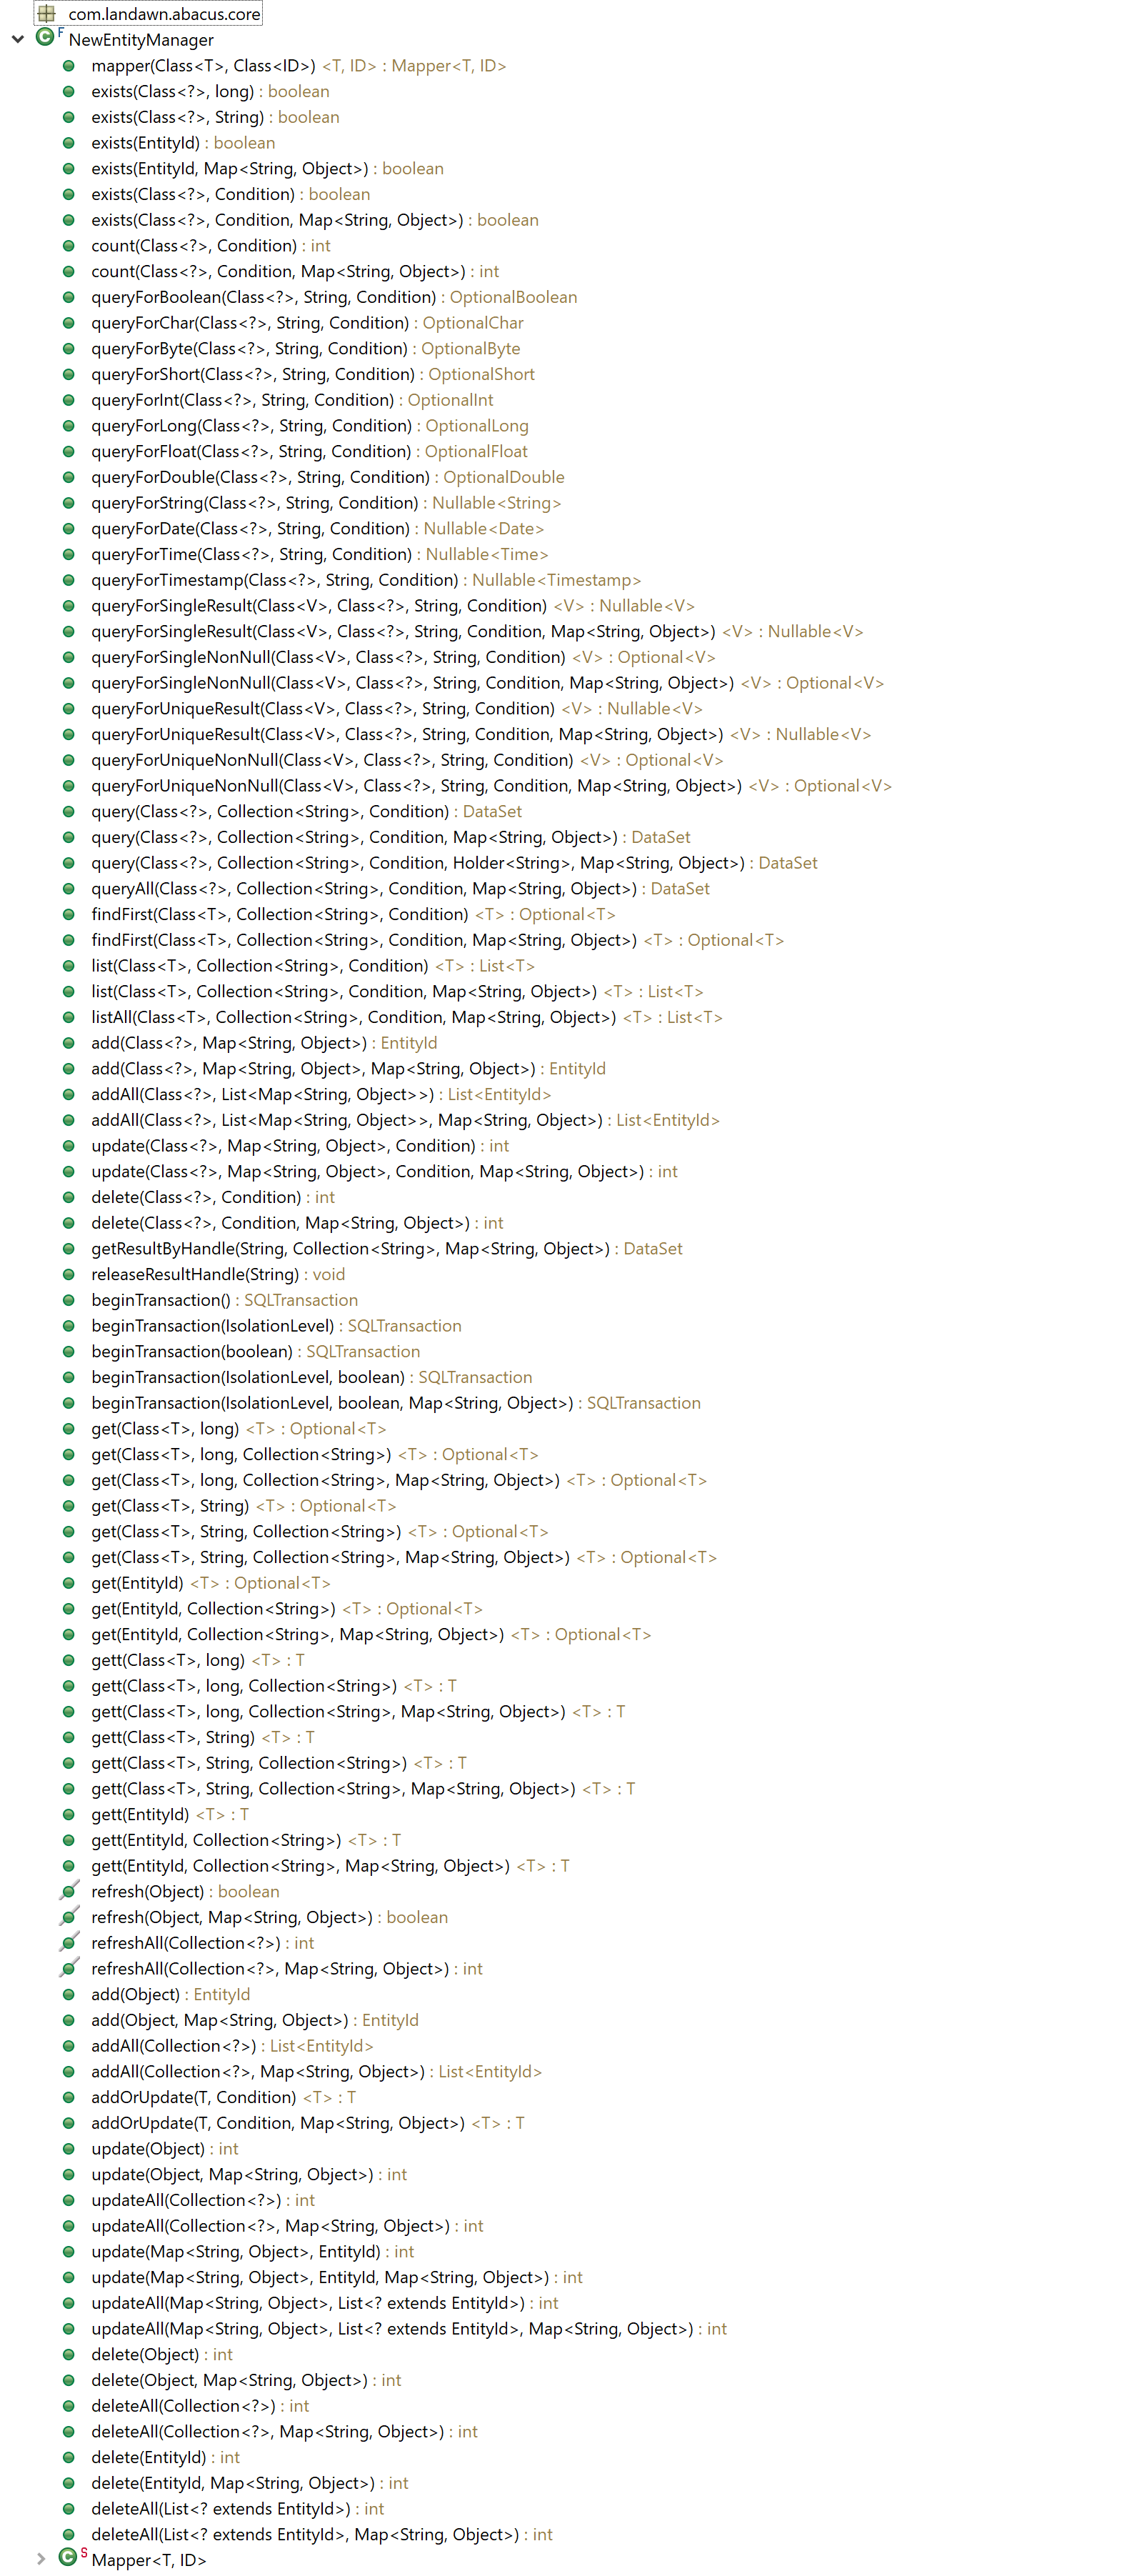 com.landawn.abacus.core
F NewEntityManager
mapper(Class<T>, Class<ID>) <T, ID> : Mapper<T, ID>
exists(Class<?>, long) : boolean
exists(Class<?>, String) : boolean
exists(EntityId) : boolean
exists(EntityId, Map<String, Object>) : boolean
exists(Class<?>, Condition) : boolean
exists(Class<?>, Condition, Map<String, Object>) : boolean
count(Class<?>, Condition) : int
count(Class<?>, Condition, Map<String, Object>) : int
queryForBoolean(Class<?>, String, Condition) : OptionalBoolean
queryForChar(Class<?>, String, Condition) : OptionalChar
queryForByte(Class<?>, String, Condition) : OptionalByte
queryForShort(Class<?>, String, Condition) : OptionalShort
queryForInt(Class<?>, String, Condition) : OptionalInt
queryForLong(Class<?>, String, Condition) : OptionalLong
queryForFloat(Class<?>, String, Condition) : OptionalFloat
queryForDouble(Class<?>, String, Condition) : OptionalDouble
queryForString(Class<?>, String, Condition) : Nullable<String>
queryForDate(Class<?>, String, Condition) : Nullable<Date>
queryForTime(Class<?>, String, Condition) : Nullable<Time>
queryForTimestamp(Class<?>, String, Condition) : Nullable<Timestamp>
queryForSingleResult(Class<V>, Class<?>, String, Condition) <V> : Nullable<V>
queryForSingleResult(Class<V>, Class<?>, String, Condition, Map<String, Object>) <V> : Nullable<V>
queryForSingleNonNull(Class<V>, Class<?>, String, Condition) <V> : Optional<V>
queryForSingleNonNull(Class<V>, Class<?>, String, Condition, Map<String, Object>) <V> : Optional<V>
queryForUniqueResult(Class<V>, Class<?>, String, Condition) <V> : Nullable<V>
queryForUniqueResult(Class<V>, Class<?>, String, Condition, Map<String, Object>) <V> : Nullable<V>
queryForUniqueNonNull(Class<V>, Class<?>, String, Condition) <V> : Optional<V>
queryForUniqueNonNull(Class<V>, Class<?>, String, Condition, Map<String, Object>) <V> : Optional<V>
query(Class<?>, Collection<String>, Condition) : DataSet
query(Class<?>, Collection<String>, Condition, Map<String, Object>) : DataSet
query(Class<?>, Collection<String>, Condition, Holder<String>, Map<String, Object>) : DataSet
queryAll(Class<?>, Collection<String>, Condition, Map<String, Object>) : DataSet
findFirst(Class<T>, Collection<String>, Condition) <T> : Optional<T>
findFirst(Class<T>, Collection<String>, Condition, Map<String, Object>) <T> : Optional<T>
list(Class<T>, Collection<String>, Condition) <T> : List<T>
list(Class<T>, Collection<String>, Condition, Map<String, Object>) <T> : List<T>
listAll(Class<T>, Collection<String>, Condition, Map<String, Object>) <T> : List<T>
add(Class<?>, Map<String, Object>) : EntityId
add(Class<?>, Map<String, Object>, Map<String, Object>) : EntityId
addAll(Class<?>, List<Map<String, Object>>) : List<EntityId>
addAll(Class<?>, List<Map<String, Object>>, Map<String, Object>) : List<EntityId>
update(Class<?>, Map<String, Object>, Condition) : int
update(Class<?>, Map<String, Object>, Condition, Map<String, Object>) : int
delete(Class<?>, Condition) : int
delete(Class<?>, Condition, Map<String, Object>) : int
getResultByHandle(String, Collection<String>, Map<String, Object>) : DataSet
releaseResultHandle(String) : void
beginTransaction() : SQLTransaction
beginTransaction(IsolationLevel) : SQLTransaction
beginTransaction(boolean) : SQLTransaction
beginTransaction(IsolationLevel, boolean) : SQLTransaction
beginTransaction(IsolationLevel, boolean, Map<String, Object>) : SQLTransaction
get(Class<T>, long) <T> : Optional<T>
get(Class<T>, long, Collection<String>) <T> : Optional<T>
get(Class<T>, long, Collection<String>, Map<String, Object>) <T> : Optional<T>
get(Class<T>, String) <T> : Optional<T>
get(Class<T>, String, Collection<String>) <T> : Optional<T>
get(Class<T>, String, Collection<String>, Map<String, Object>) <T> : Optional<T>
get(EntityId) <T> : Optional<T>
get(EntityId, Collection<String>) <T> : Optional<T>
get(EntityId, Collection<String>, Map<String, Object>) <T> : Optional<T>
gett(Class<T>, long) <T> : T
gett(Class<T>, long, Collection<String>) <T> : T
gett(Class<T>, long, Collection<String>, Map<String, Object>) <T> : T
gett(Class<T>, String) <T> : T
gett(Class<T>, String, Collection<String>) <T> : T
gett(Class<T>, String, Collection<String>, Map<String, Object>) <T> : T
gett(EntityId) <T> : T
gett(EntityId, Collection<String>) <T> : T
gett(EntityId, Collection<String>, Map<String, Object>) <T> : T
refresh(Object) : boolean
refresh(Object, Map<String, Object>) : boolean
refreshAll(Collection<?>) : int
refreshAll(Collection<?>, Map<String, Object>) : int
add(Object) : EntityId
add(Object, Map<String, Object>) : EntityId
addAll(Collection<?>) : List<EntityId>
addAll(Collection<?>, Map<String, Object>) : List<EntityId>
addOrUpdate(T, Condition) <T> : T
addOrUpdate(T, Condition, Map<String, Object>) <T> : T
update(Object) : int
update(Object, Map<String, Object>) : int
updateAll(Collection<?>) : int
updateAll(Collection<?>, Map<String, Object>) : int
update(Map<String, Object>, EntityId) : int
update(Map<String, Object>, EntityId, Map<String, Object>) : int
updateAll(Map<String, Object>, List<? extends EntityId>) : int
updateAll(Map<String, Object>, List<? extends EntityId>, Map<String, Object>) : int
delete(Object) : int
delete(Object, Map<String, Object>) : int
deleteAll(Collection<?>) : int
deleteAll(Collection<?>, Map<String, Object>) : int
delete(EntityId) : int
delete(EntityId, Map<String, Object>) : int
deleteAll(List<? extends EntityId>) : int
deleteAll(List<? extends EntityId>, Map<String, Object>) : int
S Mapper<T, ID>